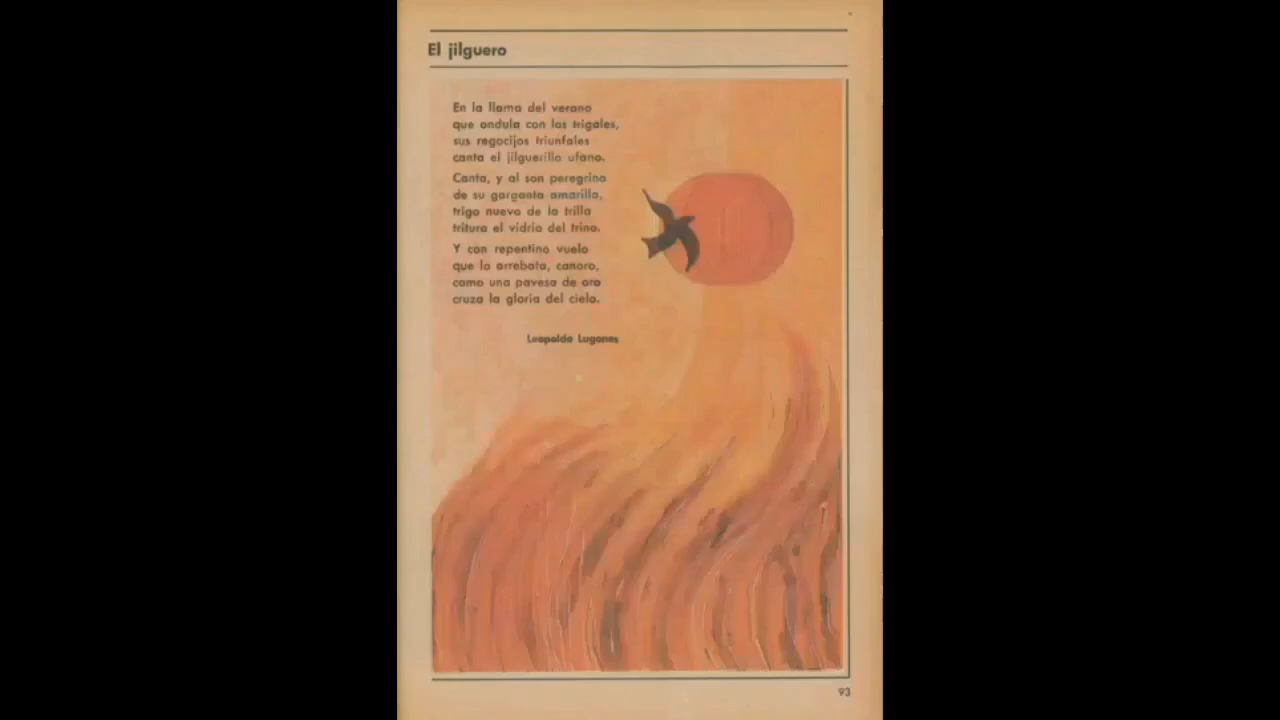 El jilguero
En la llama del verano
que ondula con los trigales,
sus regocijos triunfales
canta el jilguerillo ufano.
Canta, y al son peregrino
de su garganta amarilla,
trigo nuevo de la trilla
tritura el vidrio del trino.
Y con repentino vuelo
que lo arrebata, canoro,
como una pavesa de oro
cruza la gloria del cielo.
Leopoldo Lugones
93